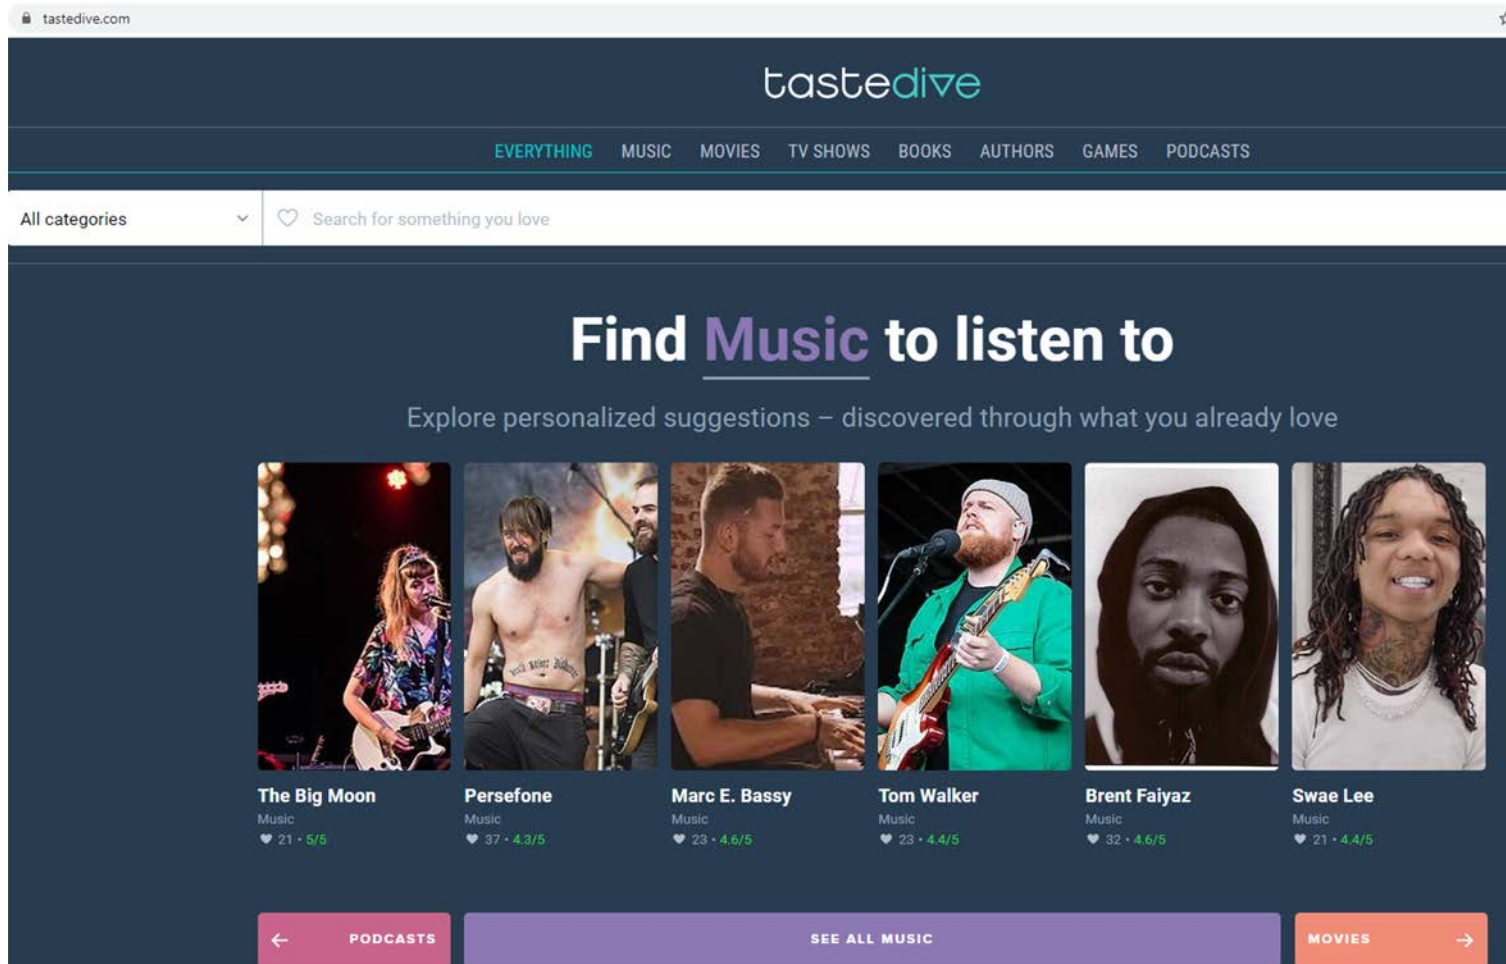 tastedive.com
tastedive
EVERYTHING MUSIC MOVIES TV SHOWS BOOKS AUTHORS GAMES PODCASTS
All categories
Search for something you love
Find Music to listen to
Explore personalized suggestions – discovered through what you already love
The Big Moon
Music
21 • 5/5
Persefone
Music
37 • 4.3/5
Marc E. Bassy
Music
23 • 4.6/5
Tom Walker
Music
23 • 4.4/5
Brent Faiyaz
Music
32 • 4.6/5
Swae Lee
Music
21 • 4.4/5
← PODCASTS
SEE ALL MUSIC
MOVIES →